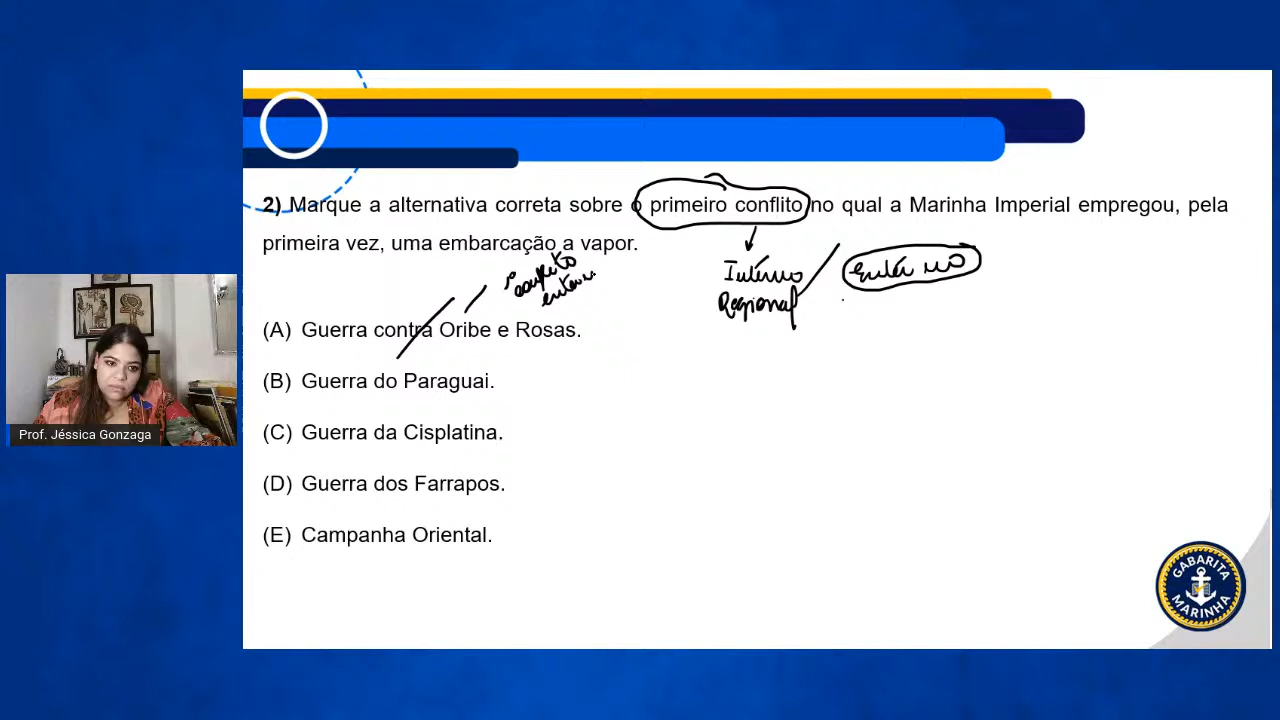 2) Marque a alternativa correta sobre o primeiro conflito no qual a Marinha Imperial empregou, pela
primeira vez, uma embarcação a vapor.
Interno
Regional
externo
1º conflito
externo
(A) Guerra contra Oribe e Rosas.
(B) Guerra do Paraguai.
(C) Guerra da Cisplatina.
(D) Guerra dos Farrapos.
(E) Campanha Oriental.
Prof. Jéssica Gonzaga
GABARITA
MARINHA